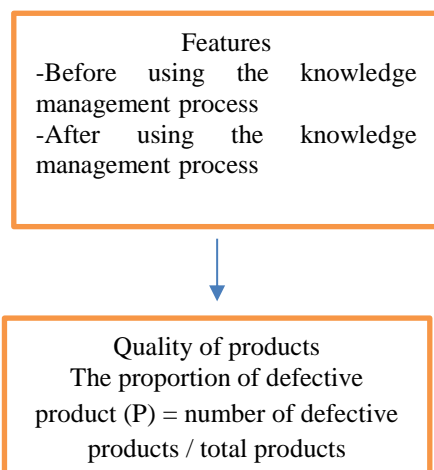 Features
-Before using the knowledge
management process
-After using the knowledge
management process
Quality of products
The proportion of defective
product (P) = number of defective
products / total products